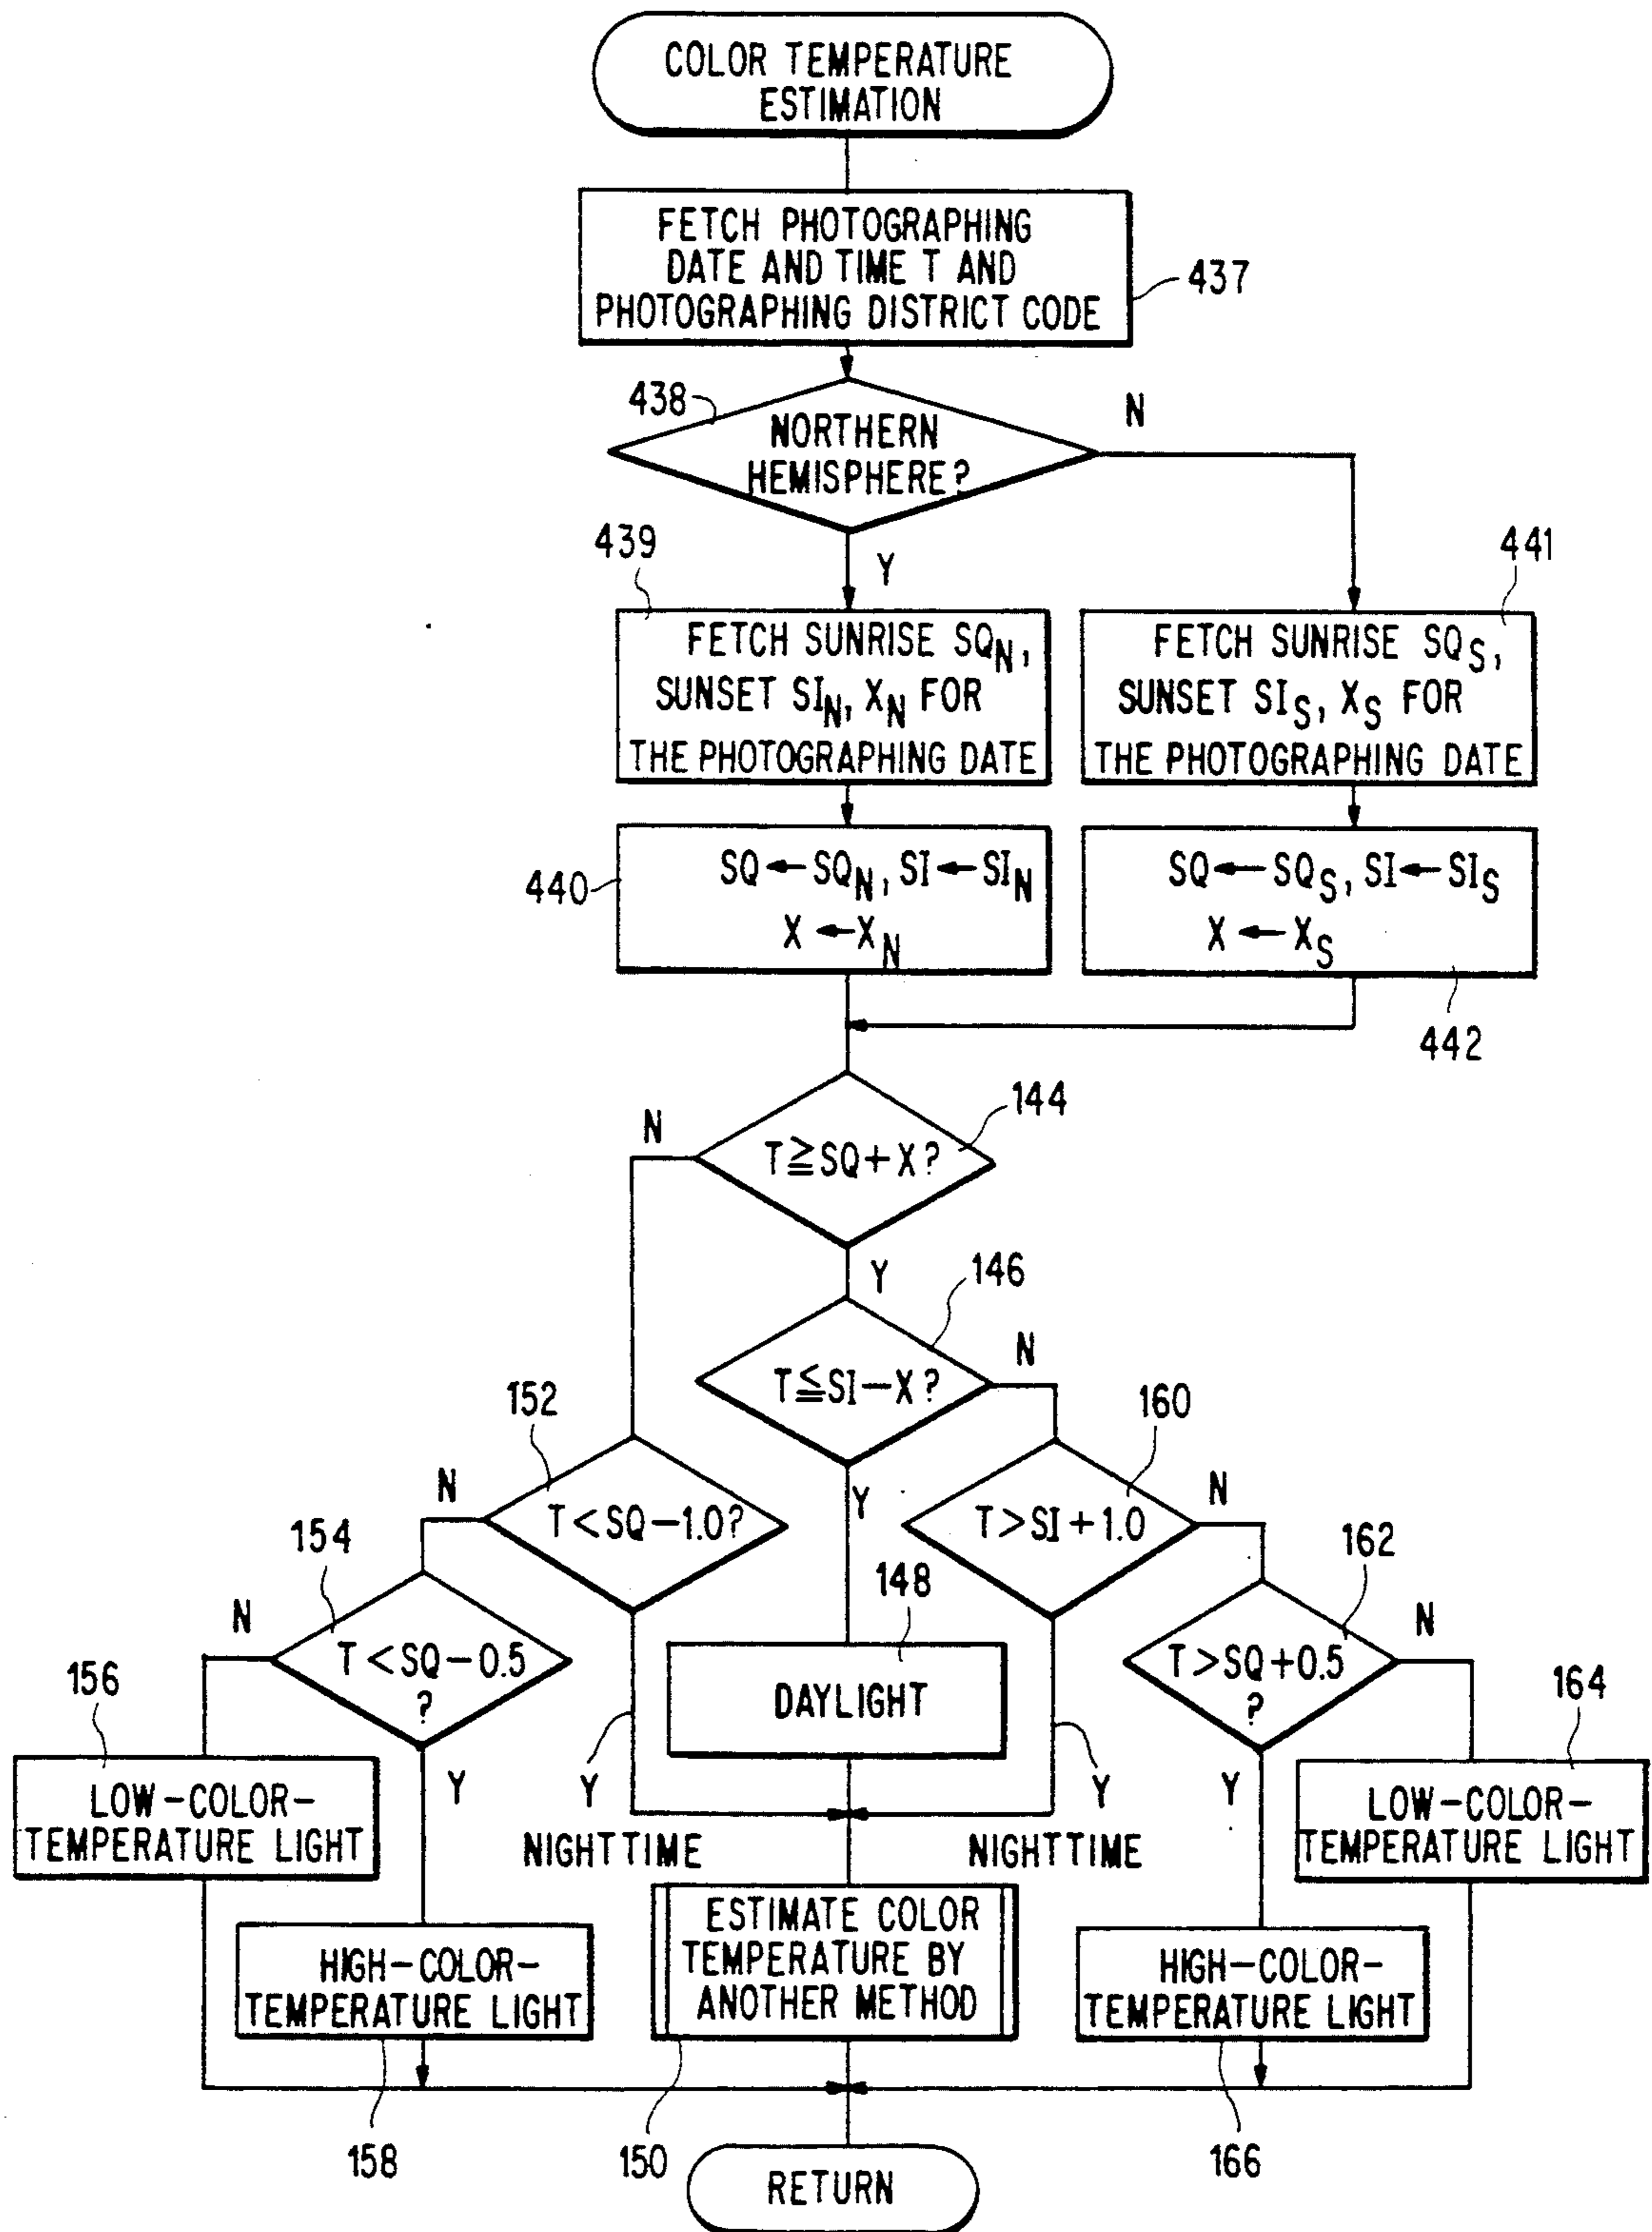 COLOR TEMPERATURE
ESTIMATION
FETCH PHOTOGRAPHING
DATE AND TIME T AND
PHOTOGRAPHING DISTRICT CODE
437
438
NORTHERN
HEMISPHERE?
N
Y
439
FETCH SUNRISE SQN,
SUNSET SIN, XN FOR
THE PHOTOGRAPHING DATE
441
FETCH SUNRISE SQS,
SUNSET SIS, XS FOR
THE PHOTOGRAPHING DATE
440
SQ←SQN, SI←SIN
X←XN
SQ←SQS, SI←SIS
X←XS
442
144
N
T≧SQ+X?
Y
146
N
T≦SI−X?
Y
152
N
T<SQ−1.0?
160
N
T>SI+1.0
154
N
T<SQ−0.5
?
148
DAYLIGHT
162
N
T>SQ+0.5
?
156
LOW-COLOR-
TEMPERATURE LIGHT
Y
Y
Y
Y
164
LOW-COLOR-
TEMPERATURE LIGHT
NIGHTTIME
NIGHTTIME
HIGH-COLOR-
TEMPERATURE LIGHT
ESTIMATE COLOR
TEMPERATURE BY
ANOTHER METHOD
HIGH-COLOR-
TEMPERATURE LIGHT
158
150
166
RETURN